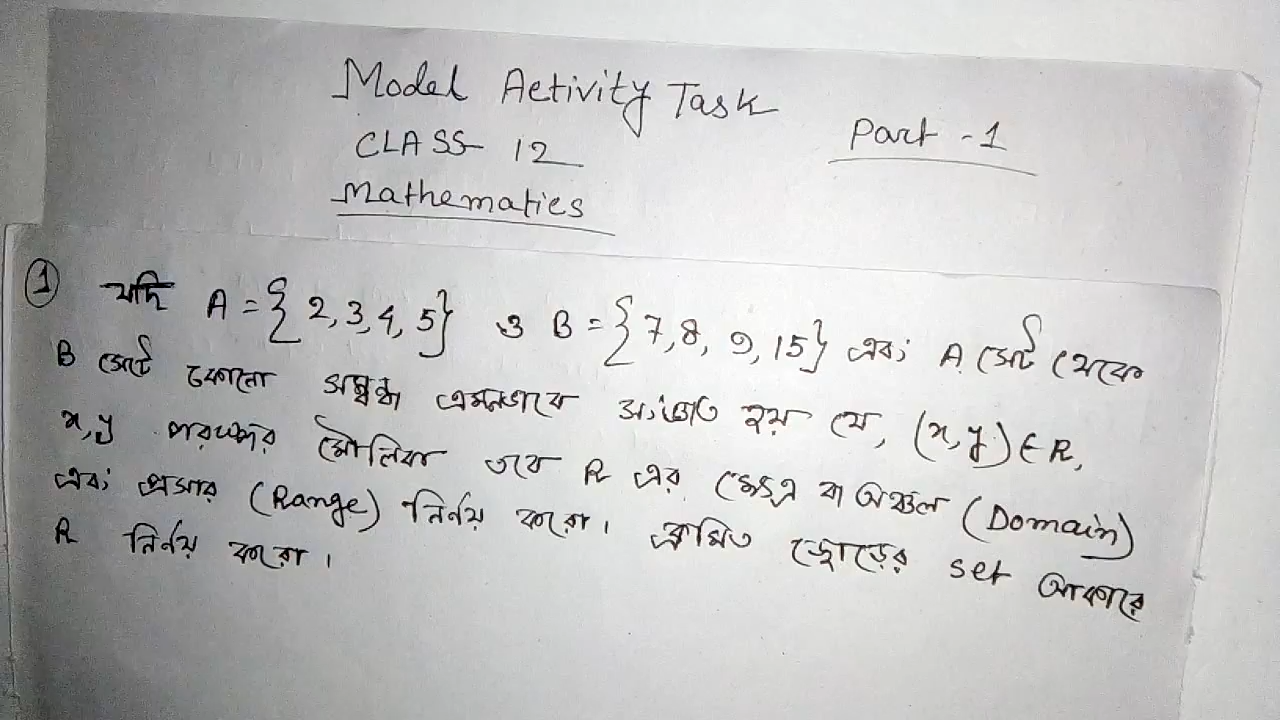 Model Activity Task
Part - 1
CLASS 12
Mathematics
① যদি A = { 2, 3, 4, 5} ও B = { 7, 8, 9, 15} এবং A সেট থেকে
B সেটে কোনো সম্বন্ধ এমনভাবে সংজ্ঞাত হয় যে, (x, y) ∈ R,
x, y পরস্পর মৌলিক তবে R এর ক্ষেত্র বা অঞ্চল (Domain)
এবং প্রসার (Range) নির্ণয় করো। ক্রমিত জোড়ের set আকারে
R নির্ণয় করো।